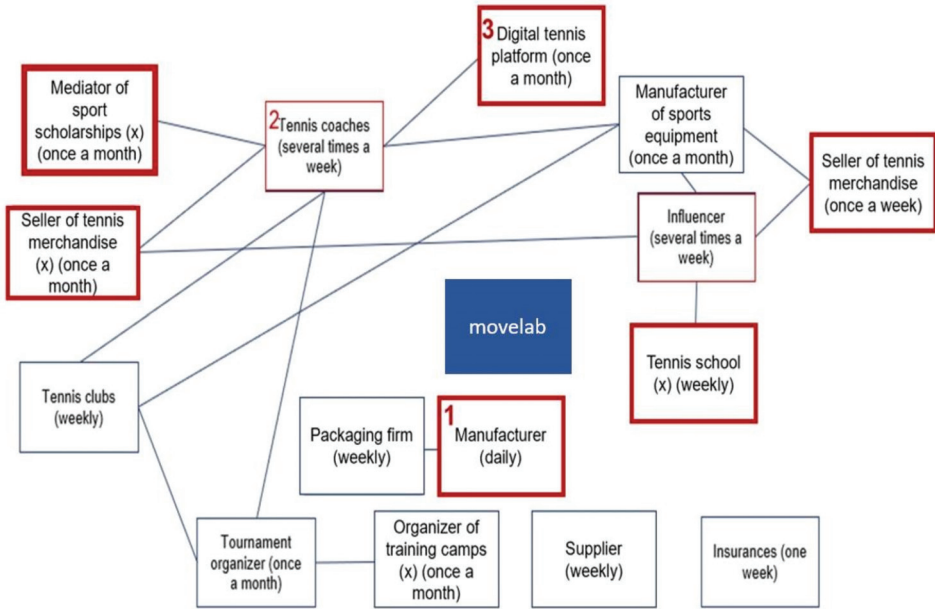 3 Digital tennis
platform (once
a month)
Mediator of
sport
scholarships (x)
(once a month)
2 Tennis coaches
(several times a
week)
Manufacturer
of sports
equipment
(once a month)
Seller of tennis
merchandise
(once a week)
Seller of tennis
merchandise
(x) (once a
month)
Influencer
(several times a
week)
movelab
Tennis school
(x) (weekly)
Tennis clubs
(weekly)
Packaging firm
(weekly)
1 Manufacturer
(daily)
Tournament
organizer (once
a month)
Organizer of
training camps
(x) (once a
month)
Supplier
(weekly)
Insurances (one
week)